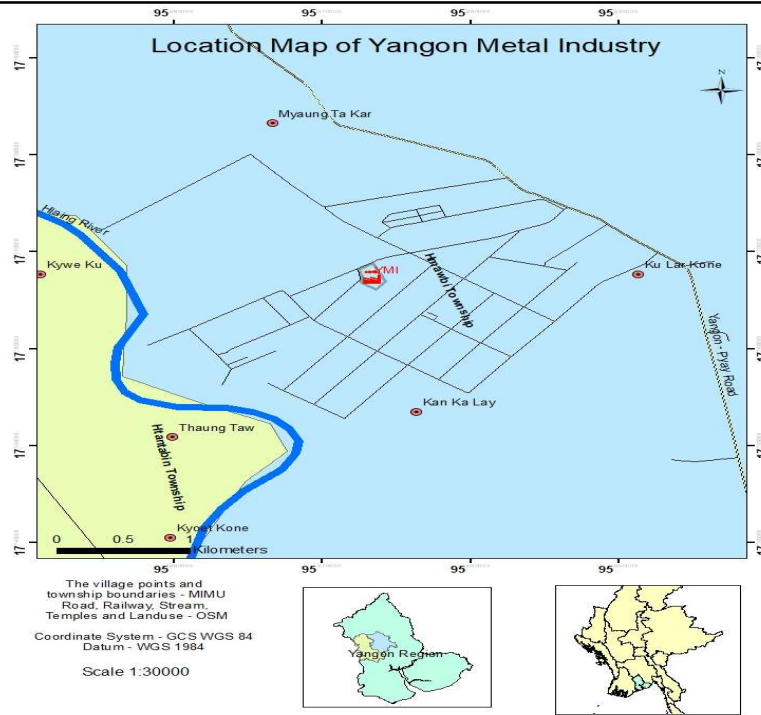 95 95 95 95
Location Map of Yangon Metal Industry
N
17
Myaung Ta Kar
17
Hlaing River
17
Kywe Ku
YMI
Hmawbi Township
Ku Lar Kone
17
Yangon - Pyay Road
Kan Ka Lay
17
Thaung Taw
Htantabin Township
Kyoet Kone
17
0 0.5 1
Kilometers
95 95 95 95
The village points and
township boundaries - MIMU
Road, Railway, Stream,
Temples and Landuse - OSM
Coordinate System - GCS WGS 84
Datum - WGS 1984
Scale 1:30000
Yangon Region